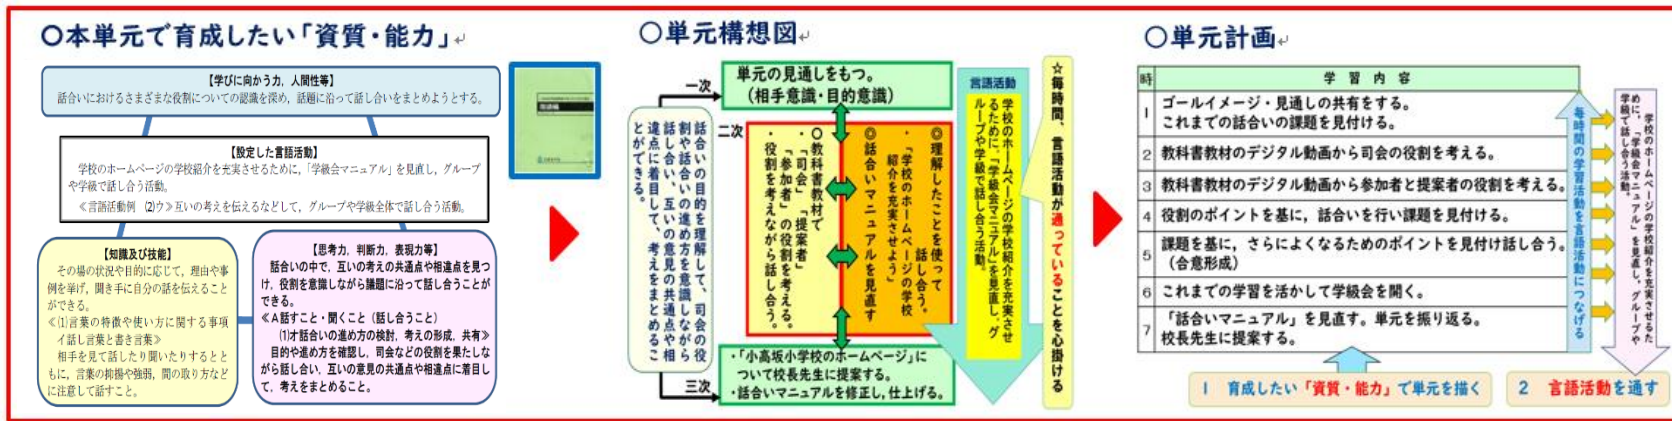 〇本単元で育成したい「資質・能力」
【学びに向かう力，人間性等】
話合いにおけるさまざまな役割についての認識を深め，話題に沿って話し合いをまとめようとする。
【設定した言語活動】
学校のホームページの学校紹介を充実させるために，「学級会マニュアル」を見直し，グループ
や学級で話し合う活動。
≪言語活動例　(2)ウ≫互いの考えを伝えるなどして，グループや学級全体で話し合う活動。
【知識及び技能】
その場の状況や目的に応じて，理由や事
例を挙げ，聞き手に自分の話を伝えること
ができる。
≪(1)言葉の特徴や使い方に関する事項
イ話し言葉と書き言葉≫
相手を見て話したり聞いたりするとと
もに，言葉の抑揚や強弱，間の取り方など
に注意して話すこと。
【思考力，判断力，表現力等】
話合いの中で，互いの考えの共通点や相違点を見つ
け，役割を意識しながら議題に沿って話し合うことが
できる。
≪A話すこと・聞くこと（話し合うこと）
(1)オ話合いの進め方の検討，考えの形成，共有≫
目的や進め方を確認し，司会などの役割を果たしな
がら話し合い，互いの意見の共通点や相違点に着目し
て，考えをまとめること。
〇単元構想図
一次
単元の見通しをもつ。
（相手意識・目的意識）
話合いの目的を理解して、司会の役
割や話合いの進め方を意識しながら
話し合い、互いの意見の共通点や相
違点に着目して、考えをまとめるこ
とができる。
二次
◎理解したことを使って
話し合う。
・「学校のホームページの学校
紹介を充実させよう」
◎話合いマニュアルを見直す
〇教科書教材で
・「司会」「提案者」
「参加者」の役割を考える。
・役割を考えながら話し合う。
三次
・「小高坂小学校のホームページ」に
ついて校長先生に提案する。
・話合いマニュアルを修正し，仕上げる。
言語活動
学校のホームページの学校紹介を充実させ
るために，「学級会マニュアル」を見直し，グ
ループや学級で話し合う活動。
☆毎時間、言語活動が通っていることを心掛ける
〇単元計画
時　学習内容
1　ゴールイメージ・見通しの共有をする。
これまでの話合いの課題を見付ける。
2　教科書教材のデジタル動画から司会の役割を考える。
3　教科書教材のデジタル動画から参加者と提案者の役割を考える。
4　役割のポイントを基に，話合いを行い課題を見付ける。
5　課題を基に，さらによくなるためのポイントを見付け話し合う。
（合意形成）
6　これまでの学習を活かして学級会を開く。
7　「話合いマニュアル」を見直す。単元を振り返る。
校長先生に提案する。
毎時間の学習活動を言語活動につなげる
学校のホームページの学校紹介を充実させるた
めに，「学級会マニュアル」を見直し，グループや
学級で話し合う活動。
1　育成したい「資質・能力」で単元を描く
2　言語活動を通す